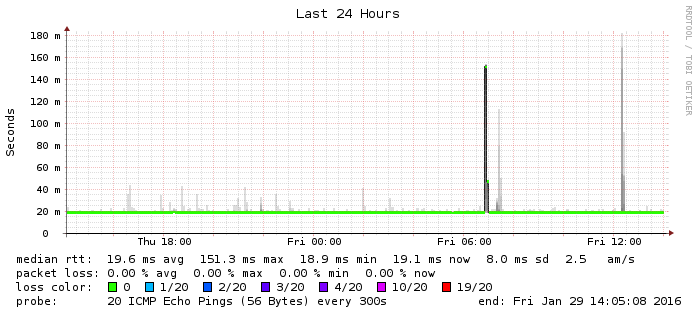 Last 24 Hours
RRDTOOL / TOBI OETIKER
Seconds
180 m
160 m
140 m
120 m
100 m
80 m
60 m
40 m
20 m
0
Thu 18:00 Fri 00:00 Fri 06:00 Fri 12:00
median rtt: 19.6 ms avg 151.3 ms max 18.9 ms min 19.1 ms now 8.0 ms sd 2.5 am/s
packet loss: 0.00 % avg 0.00 % max 0.00 % min 0.00 % now
loss color: 0 1/20 2/20 3/20 4/20 10/20 19/20
probe: 20 ICMP Echo Pings (56 Bytes) every 300s end: Fri Jan 29 14:05:08 2016